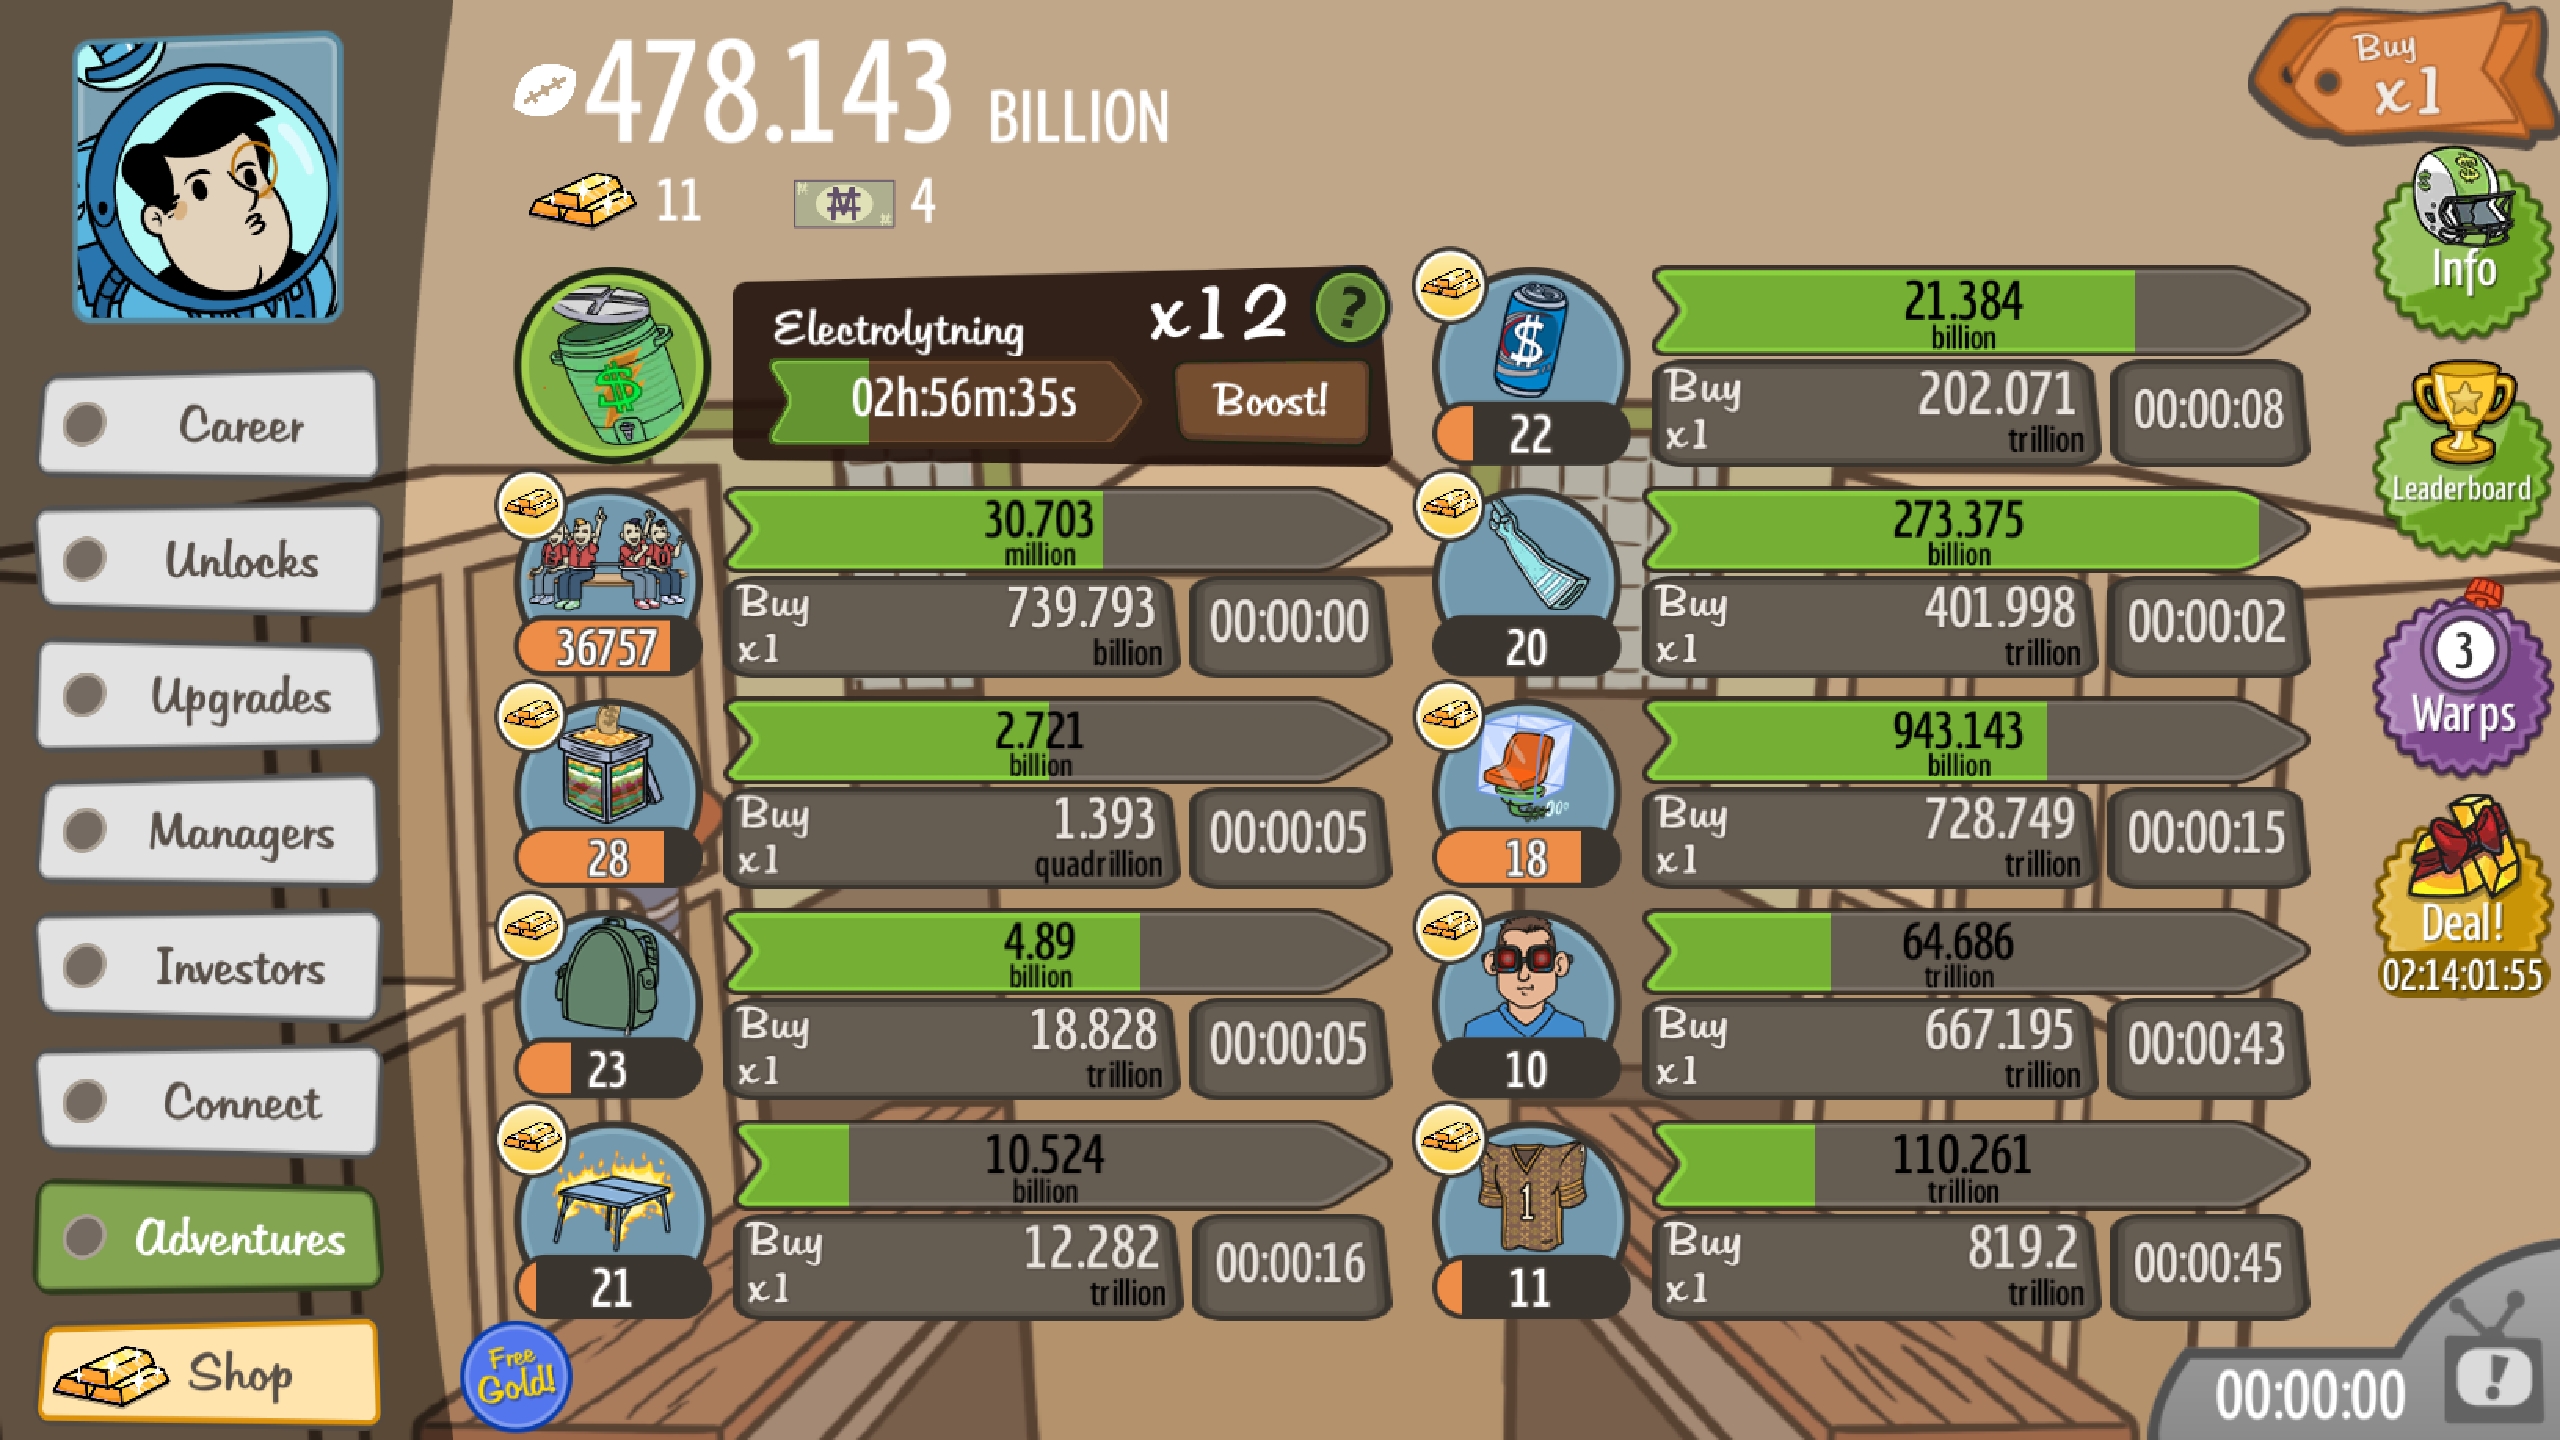 478.143 BILLION
11 4
Buy
x1
Info
Leaderboard
3
Warps
Deal!
02:14:01:55
Career
Unlocks
Upgrades
Managers
Investors
Connect
Adventures
Shop
Free
Gold!
Electrolytning x12 ?
02h:56m:35s Boost!
36757
30.703
million
Buy 739.793
x1 billion
00:00:00
28
2.721
billion
Buy 1.393
x1 quadrillion
00:00:05
23
4.89
billion
Buy 18.828
x1 trillion
00:00:05
21
10.524
billion
Buy 12.282
x1 trillion
00:00:16
$
22
21.384
billion
Buy 202.071
x1 trillion
00:00:08
20
273.375
billion
Buy 401.998
x1 trillion
00:00:02
18
943.143
billion
Buy 728.749
x1 trillion
00:00:15
10
64.686
trillion
Buy 667.195
x1 trillion
00:00:43
1
11
110.261
trillion
Buy 819.2
x1 trillion
00:00:45
00:00:00 !